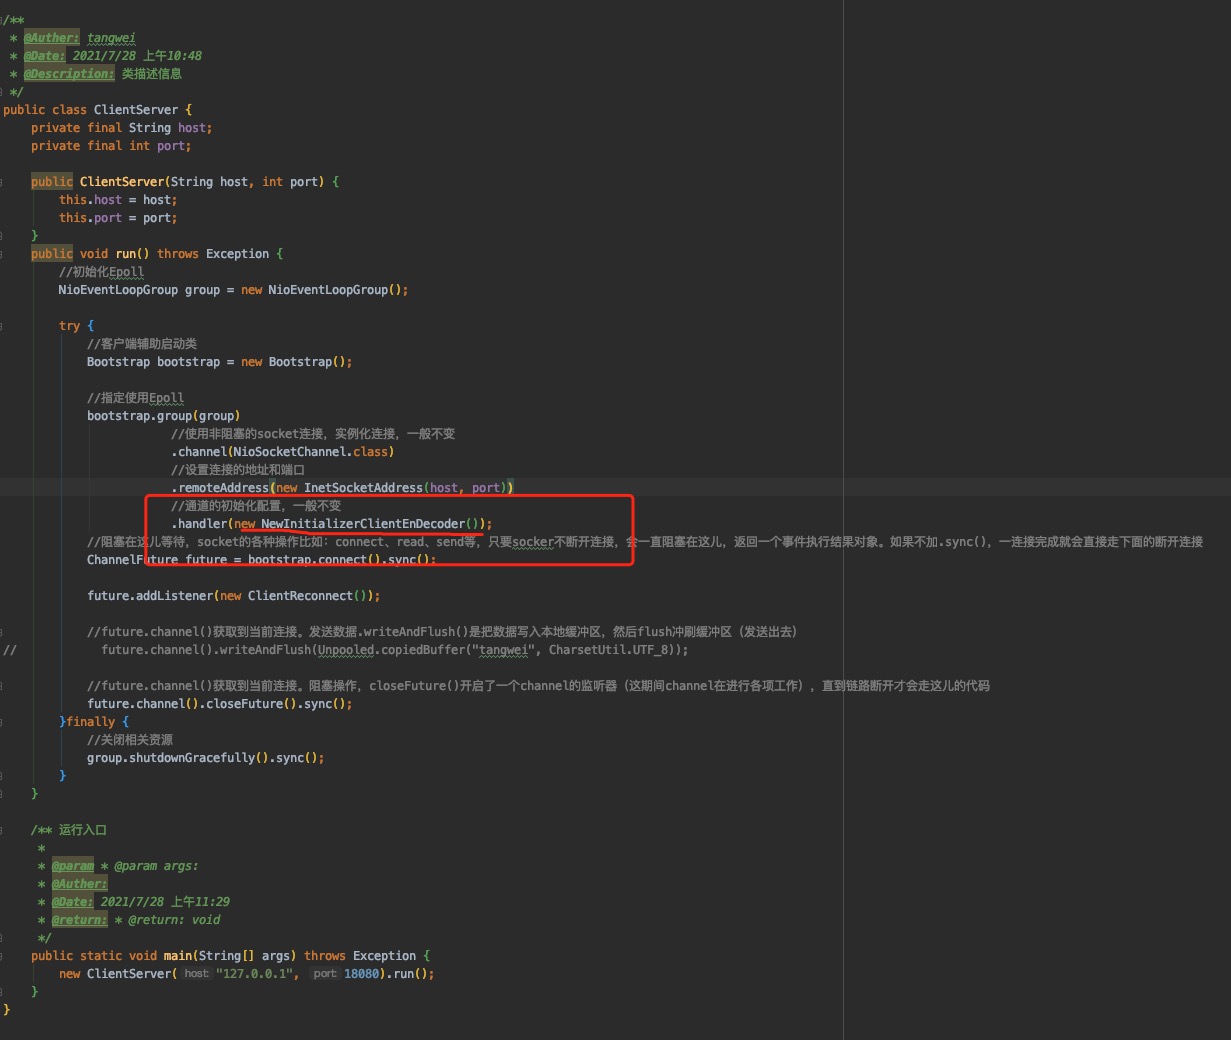 /**
* @Auther: tangwei
* @Date: 2021/7/28 上午10:48
* @Description: 类描述信息
*/
public class ClientServer {
private final String host;
private final int port;
public ClientServer(String host, int port) {
this.host = host;
this.port = port;
}
public void run() throws Exception {
//初始化Epoll
NioEventLoopGroup group = new NioEventLoopGroup();
try {
//客户端辅助启动类
Bootstrap bootstrap = new Bootstrap();
//指定使用Epoll
bootstrap.group(group)
//使用非阻塞的socket连接，实例化连接，一般不变
.channel(NioSocketChannel.class)
//设置连接的地址和端口
.remoteAddress(new InetSocketAddress(host, port))
//通道的初始化配置，一般不变
.handler(new NewInitializerClientEnDecoder());
//阻塞在这儿等待，socket的各种操作比如：connect、read、send等，只要socker不断开连接，会一直阻塞在这儿，返回一个事件执行结果对象。如果不加.sync()，一连接完成就会直接走下面的断开连接
ChannelFuture future = bootstrap.connect().sync();
future.addListener(new ClientReconnect());
//future.channel()获取到当前连接。发送数据.writeAndFlush()是把数据写入本地缓冲区，然后flush冲刷缓冲区（发送出去）
// future.channel().writeAndFlush(Unpooled.copiedBuffer("tangwei", CharsetUtil.UTF_8));
//future.channel()获取到当前连接。阻塞操作，closeFuture()开启了一个channel的监听器（这期间channel在进行各项工作），直到链路断开才会走这儿的代码
future.channel().closeFuture().sync();
}finally {
//关闭相关资源
group.shutdownGracefully().sync();
}
}
/** 运行入口
*
* @param * @param args:
* @Auther:
* @Date: 2021/7/28 上午11:29
* @return: * @return: void
*/
public static void main(String[] args) throws Exception {
new ClientServer( host: "127.0.0.1", port: 18080).run();
}
}